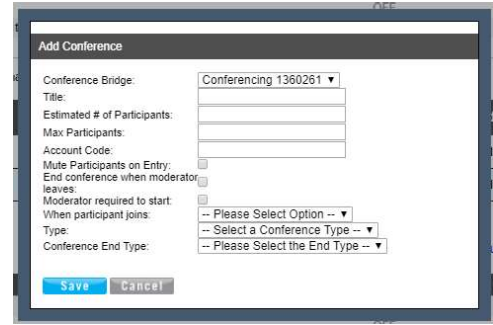 OFF
Add Conference
Conference Bridge: Conferencing 1360261
Title:
Estimated # of Participants:
Max Participants:
Account Code:
Mute Participants on Entry:
End conference when moderator
leaves:
Moderator required to start:
When participant joins: -- Please Select Option --
Type: -- Select a Conference Type --
Conference End Type: -- Please Select the End Type --
Save Cancel